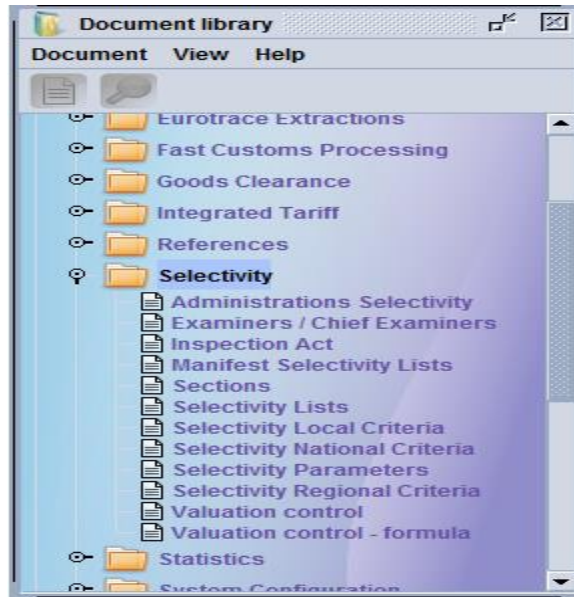 Document library
Document View Help
Eurotrace Extractions
Fast Customs Processing
Goods Clearance
Integrated Tariff
References
Selectivity
Administrations Selectivity
Examiners / Chief Examiners
Inspection Act
Manifest Selectivity Lists
Sections
Selectivity Lists
Selectivity Local Criteria
Selectivity National Criteria
Selectivity Parameters
Selectivity Regional Criteria
Valuation control
Valuation control - formula
Statistics
System Configuration